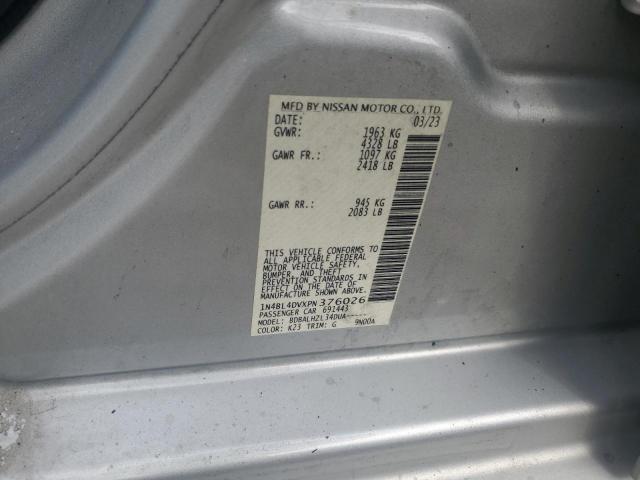 MFD BY NISSAN MOTOR CO., LTD.
DATE: 03/23
GVWR: 1963 KG
4328 LB
GAWR FR.: 1097 KG
2418 LB
GAWR RR.: 945 KG
2083 LB
THIS VEHICLE CONFORMS TO
ALL APPLICABLE FEDERAL
MOTOR VEHICLE SAFETY,
BUMPER, AND THEFT
PREVENTION STANDARDS IN
EFFECT ON THE DATE OF
MANUFACTURE SHOWN ABOVE.
1N4BL4DVXPN376026
PASSENGER CAR 691443
MODEL: BDBALHZL34DUA-----
COLOR: K23 TRIM: G 9N00A